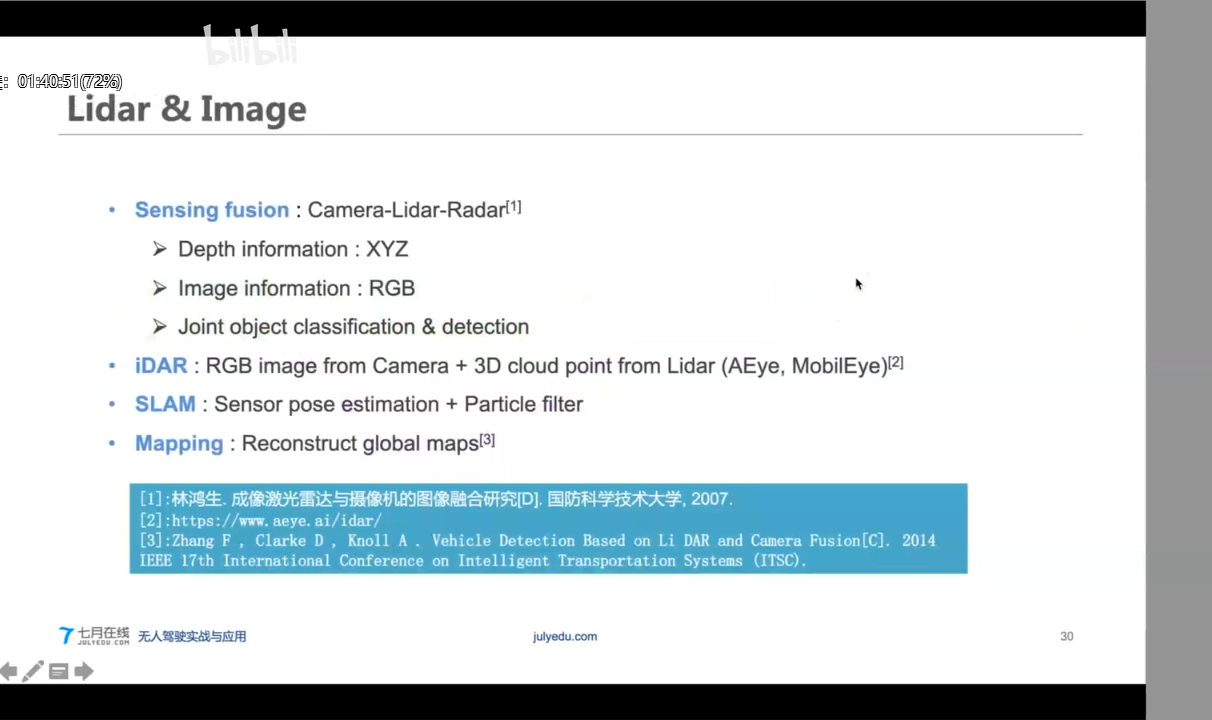 bilibili
01:40:51(72%)
Lidar & Image
• Sensing fusion : Camera-Lidar-Radar[1]
➢ Depth information : XYZ
➢ Image information : RGB
➢ Joint object classification & detection
• iDAR : RGB image from Camera + 3D cloud point from Lidar (AEye, MobilEye)[2]
• SLAM : Sensor pose estimation + Particle filter
• Mapping : Reconstruct global maps[3]
[1]:林鸿生. 成像激光雷达与摄像机的图像融合研究[D]. 国防科学技术大学, 2007.
[2]:https://www.aeye.ai/idar/
[3]:Zhang F , Clarke D , Knoll A . Vehicle Detection Based on Li DAR and Camera Fusion[C]. 2014
IEEE 17th International Conference on Intelligent Transportation Systems (ITSC).
七月在线 无人驾驶实战与应用 julyedu.com 30
JULYEDU.COM